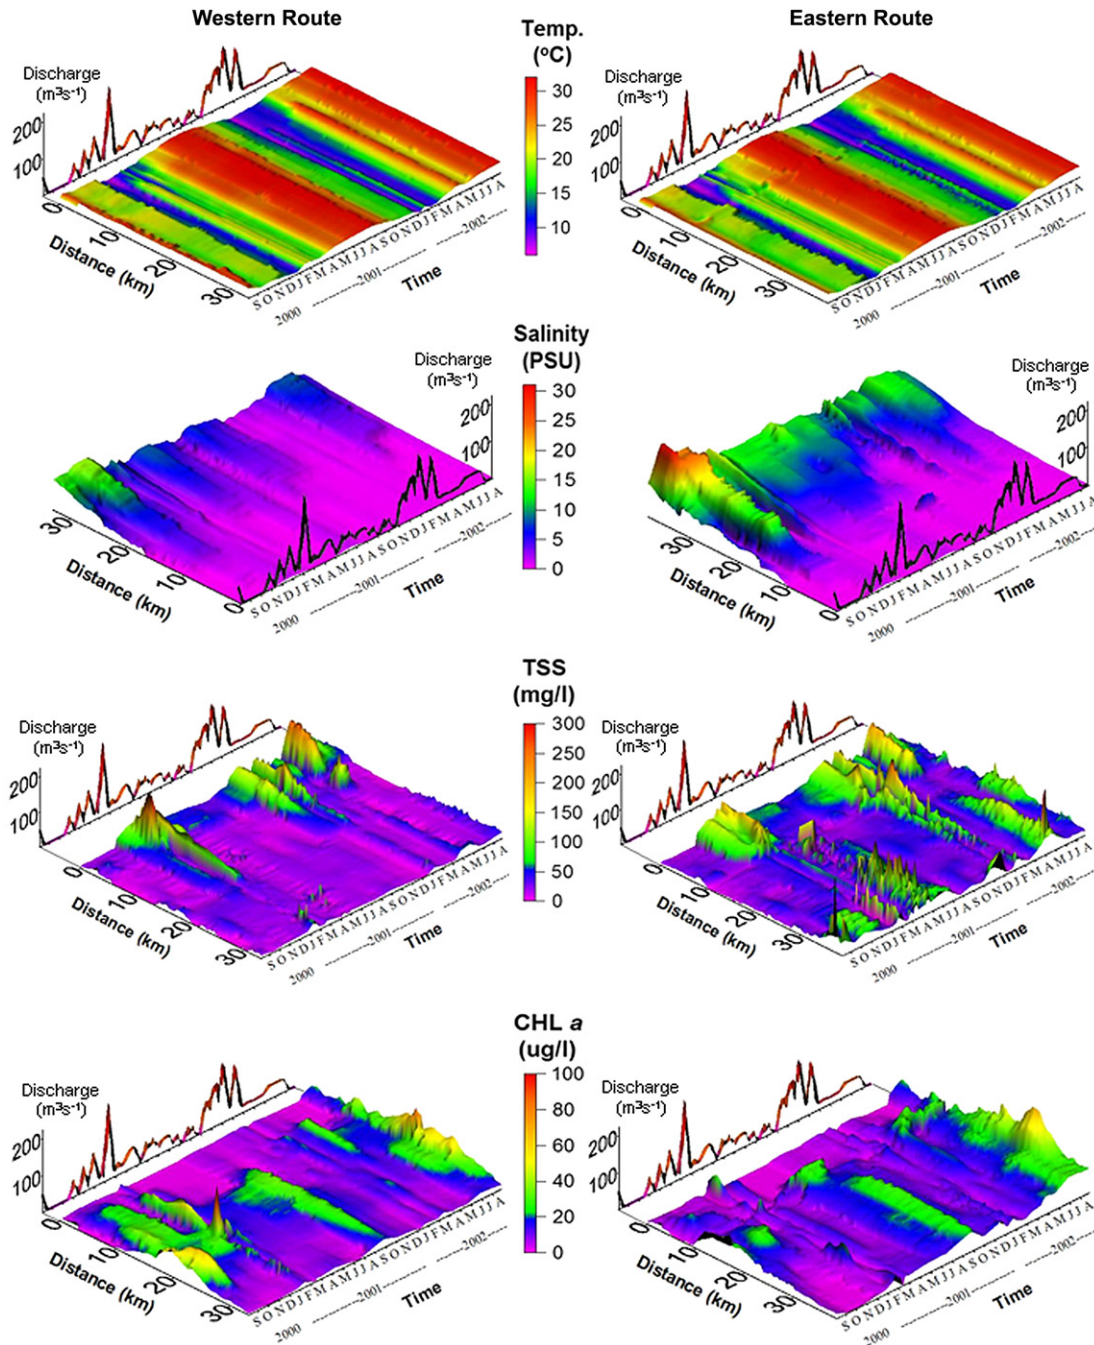 Western Route
Eastern Route
Temp.
(ºC)
Discharge
(m³s⁻¹)
200
100
0
10
20
30
Distance (km)
S O N D J F M A M J J A S O N D J F M A M J J A
2000 ----------2001----------2002-----
Time
30
25
20
15
10
Discharge
(m³s⁻¹)
200
100
0
10
20
30
Distance (km)
S O N D J F M A M J J A S O N D J F M A M J J A
2000 ----------2001----------2002-----
Time
Salinity
(PSU)
Discharge
(m³s⁻¹)
200
100
30
20
10
0
Distance (km)
S O N D J F M A M J J A S O N D J F M A M J J A
2000 ----------2001----------2002-----
Time
30
25
20
15
10
5
0
Discharge
(m³s⁻¹)
200
100
30
20
10
0
Distance (km)
S O N D J F M A M J J A S O N D J F M A M J J A
2000 ----------2001----------2002-----
Time
TSS
(mg/l)
Discharge
(m³s⁻¹)
200
100
0
10
20
30
Distance (km)
S O N D J F M A M J J A S O N D J F M A M J J A
2000 ----------2001----------2002-----
Time
300
250
200
150
100
50
0
Discharge
(m³s⁻¹)
200
100
0
10
20
30
Distance (km)
S O N D J F M A M J J A S O N D J F M A M J J A
2000 ----------2001----------2002-----
Time
CHL a
(ug/l)
Discharge
(m³s⁻¹)
200
100
0
10
20
30
Distance (km)
S O N D J F M A M J J A S O N D J F M A M J J A
2000 ----------2001----------2002-----
Time
100
80
60
40
20
0
Discharge
(m³s⁻¹)
200
100
0
10
20
30
Distance (km)
S O N D J F M A M J J A S O N D J F M A M J J A
2000 ----------2001----------2002-----
Time